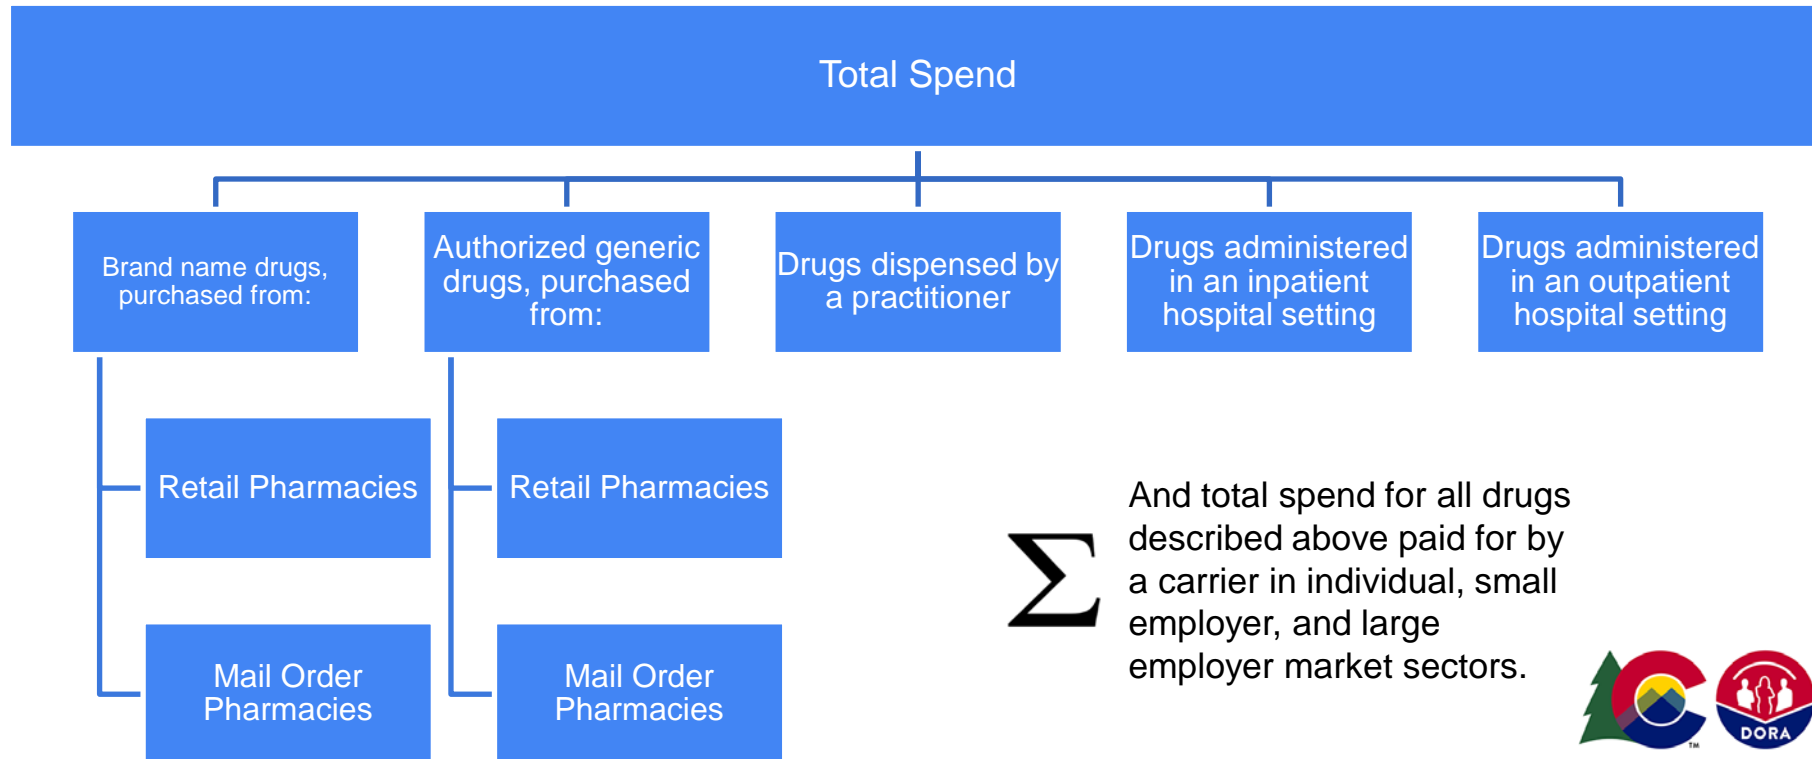 Total Spend
Brand name drugs,
purchased from:
Authorized generic
drugs, purchased
from:
Drugs dispensed by
a practitioner
Drugs administered
in an inpatient
hospital setting
Drugs administered
in an outpatient
hospital setting
Retail Pharmacies
Retail Pharmacies
Mail Order
Pharmacies
Mail Order
Pharmacies
Σ
And total spend for all drugs
described above paid for by
a carrier in individual, small
employer, and large
employer market sectors.
TM
DORA